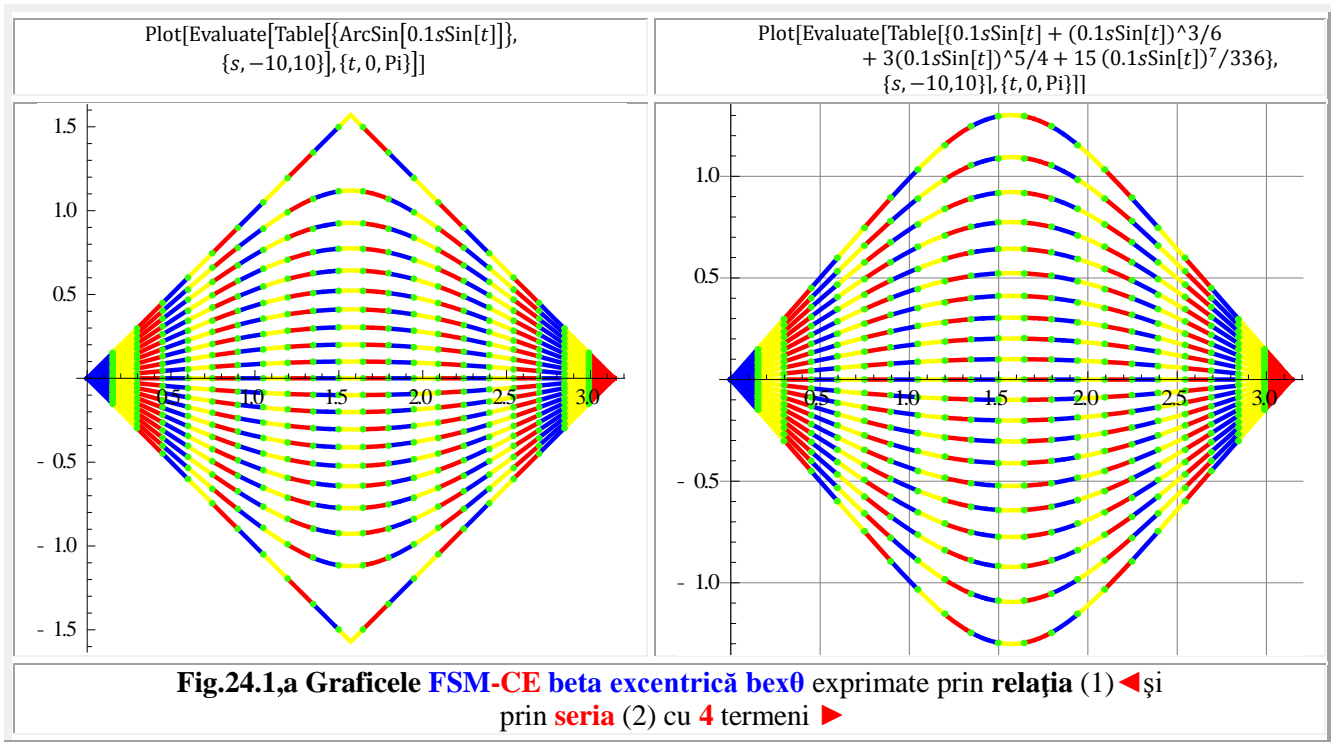 Plot[Evaluate[Table[{ArcSin[0.1sSin[t]]},
{s, −10,10}], {t, 0, Pi}]]
Plot[Evaluate[Table[{0.1sSin[t] + (0.1sSin[t])^3/6
+ 3(0.1sSin[t])^5/4 + 15 (0.1sSin[t])⁷/336},
{s, −10,10}], {t, 0, Pi}]]
1.5
1.0
0.5
0.5 1.0 1.5 2.0 2.5 3.0
- 0.5
- 1.0
- 1.5
1.0
0.5
0.5 1.0 1.5 2.0 2.5 3.0
- 0.5
- 1.0
Fig.24.1,a Graficele FSM-CE beta excentrică bexθ exprimate prin relaţia (1)◄şi
prin seria (2) cu 4 termeni ►